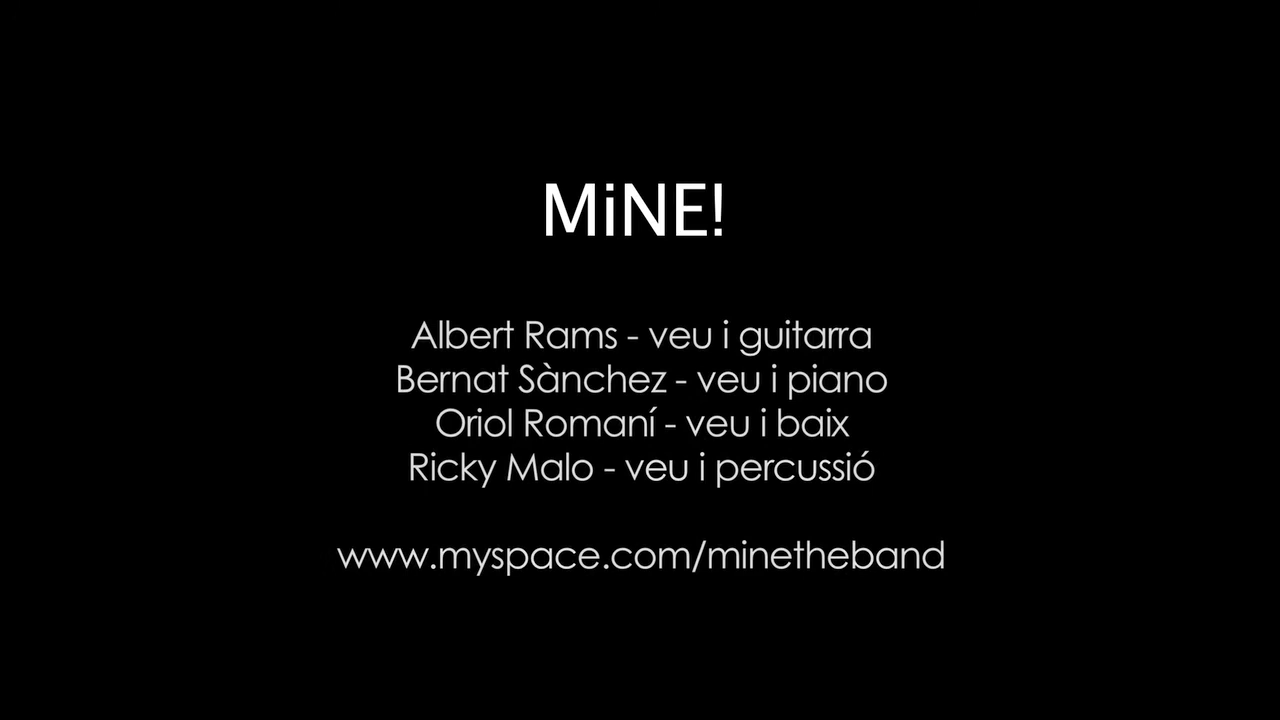 MiNE!
Albert Rams - veu i guitarra
Bernat Sànchez - veu i piano
Oriol Romaní - veu i baix
Ricky Malo - veu i percussió
www.myspace.com/minetheband